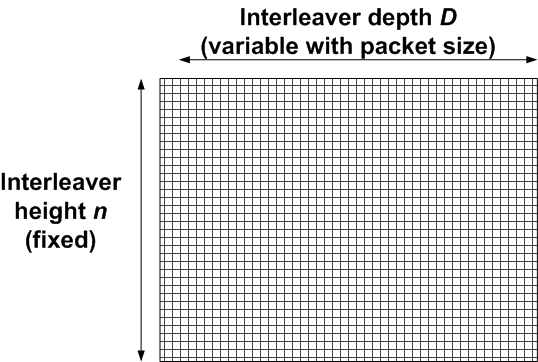 Interleaver depth D
(variable with packet size)
Interleaver
height n
(fixed)